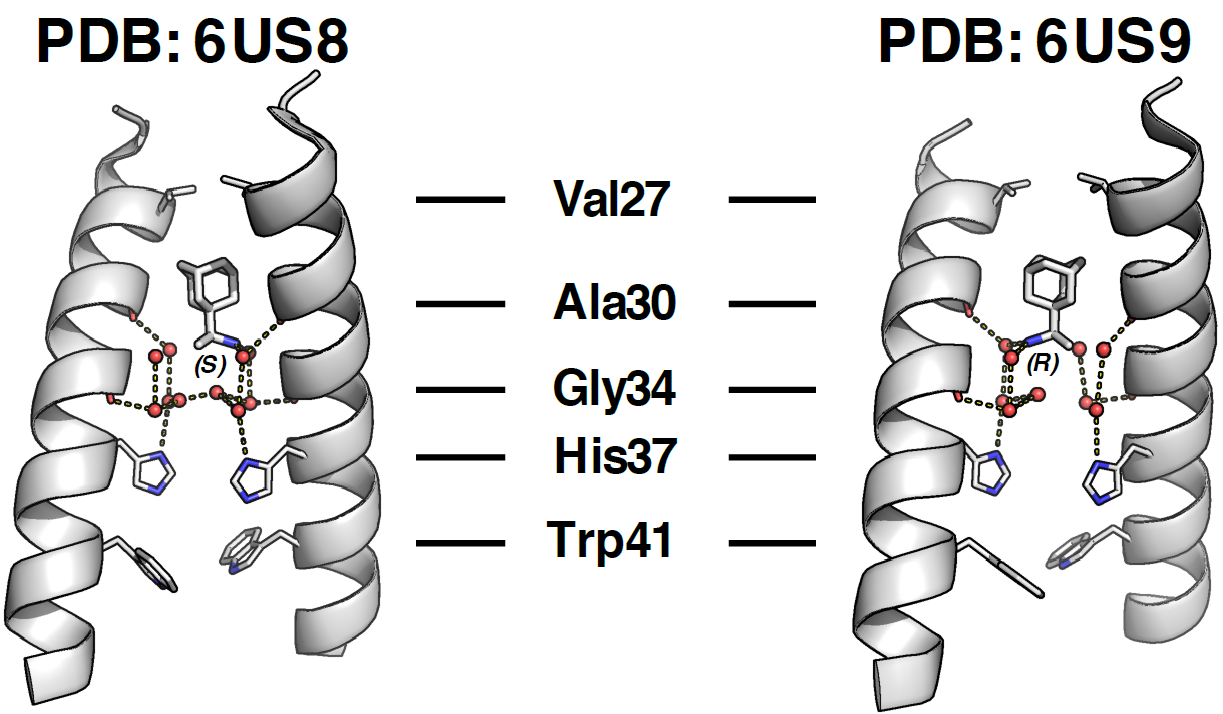 PDB: 6US8
PDB: 6US9
Val27
Ala30
(S)
(R)
Gly34
His37
Trp41